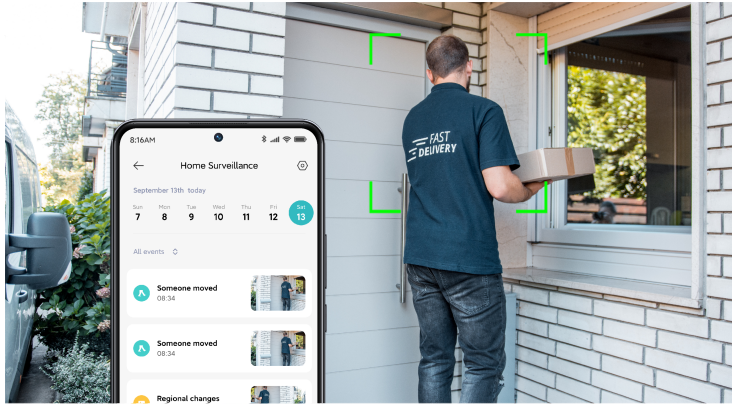 8:16AM
Home Surveillance
September 13th today
Sun Mon Tue Wed Thu Fri Sat
7 8 9 10 11 12 13
All events
Someone moved
08:34
Someone moved
08:34
Regional changes
FAST
DELIVERY